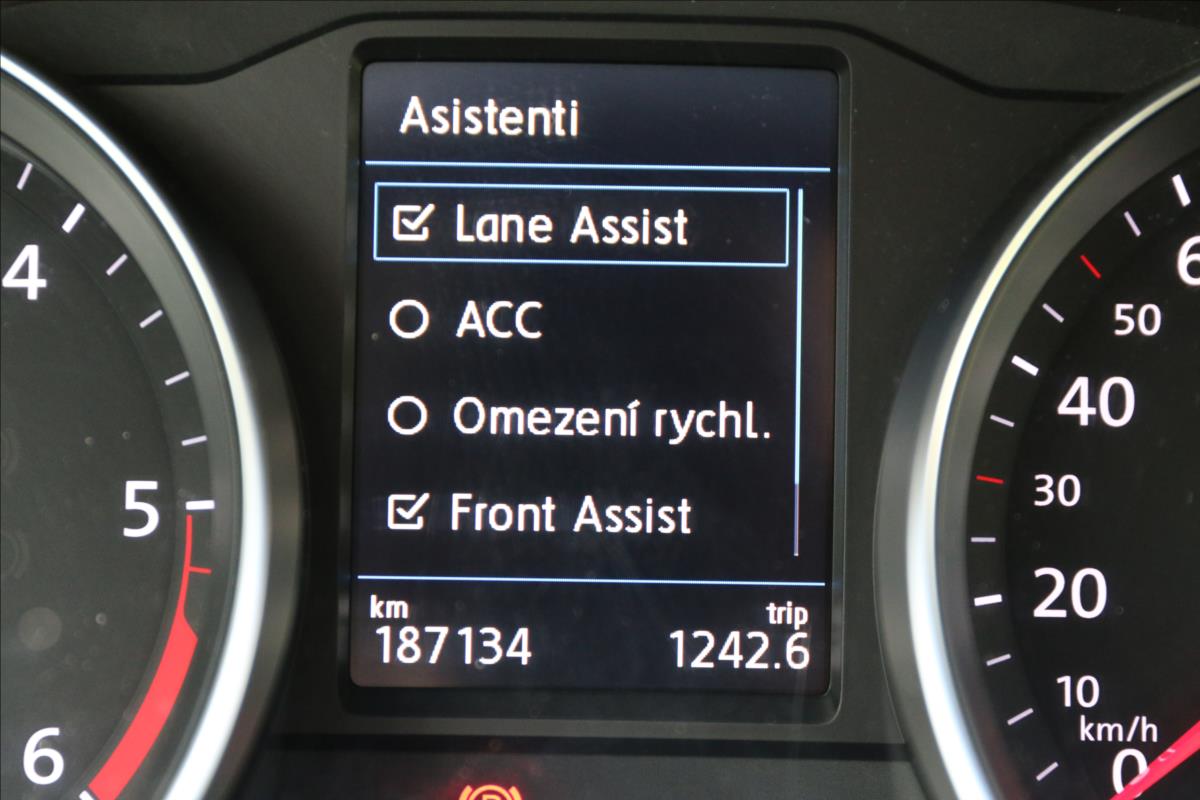 Asistenti
Lane Assist
ACC
Omezení rychl.
Front Assist
km
trip
187134
1242.6
4
5
6
6
50
40
30
20
10
km/h
0